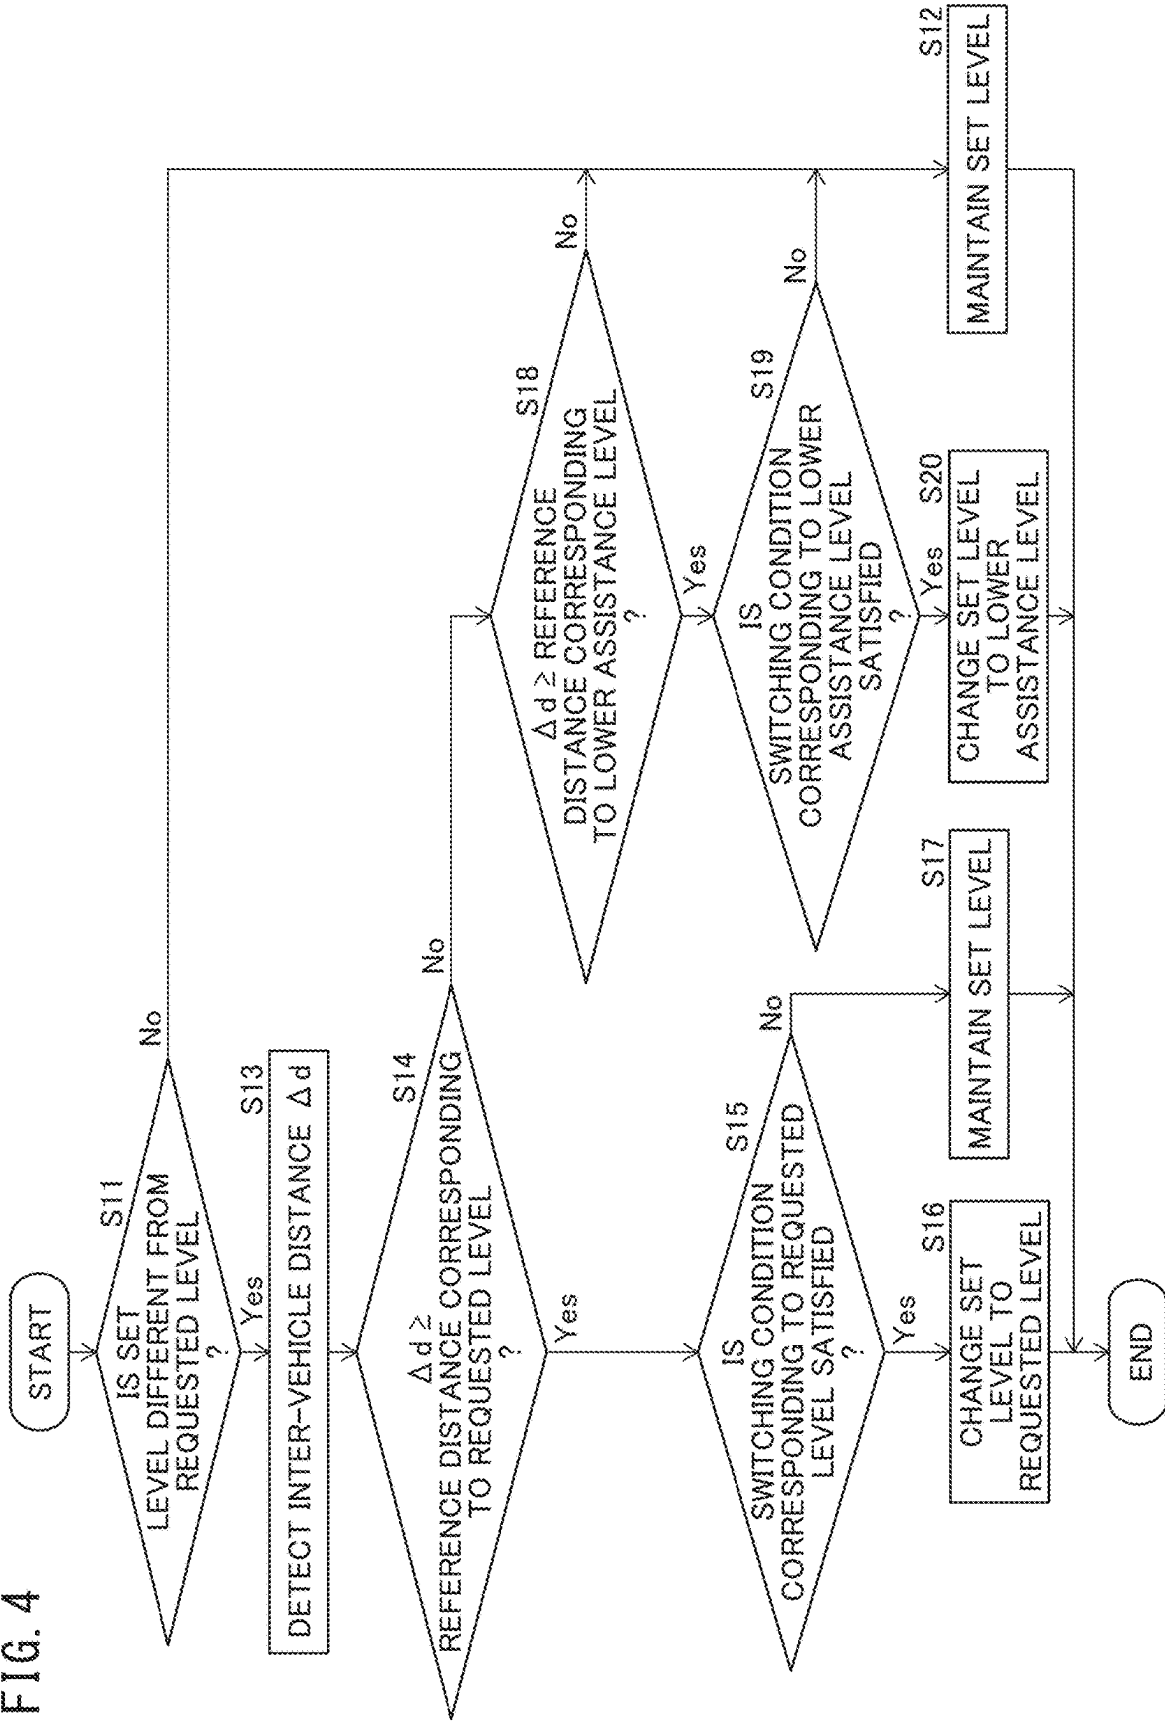 FIG. 4
START
S11
IS SET
LEVEL DIFFERENT FROM
REQUESTED LEVEL
?
No
Yes
S13
DETECT INTER-VEHICLE DISTANCE Δd
S14
Δd ≥
REFERENCE DISTANCE CORRESPONDING
TO REQUESTED LEVEL
?
No
Yes
S18
Δd ≥ REFERENCE
DISTANCE CORRESPONDING
TO LOWER ASSISTANCE LEVEL
?
No
Yes
S15
IS
SWITCHING CONDITION
CORRESPONDING TO REQUESTED
LEVEL SATISFIED
?
No
Yes
S19
IS
SWITCHING CONDITION
CORRESPONDING TO LOWER
ASSISTANCE LEVEL
SATISFIED
?
No
Yes
S16
CHANGE SET
LEVEL TO
REQUESTED LEVEL
S17
MAINTAIN SET LEVEL
S20
CHANGE SET LEVEL
TO LOWER
ASSISTANCE LEVEL
S12
MAINTAIN SET LEVEL
END